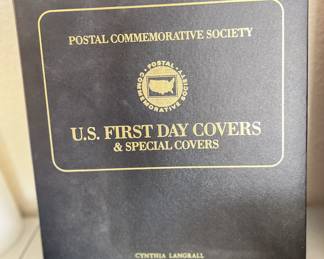 POSTAL COMMEMORATIVE SOCIETY
POSTAL COMMEMORATIVE SOCIETY
U.S. FIRST DAY COVERS
& SPECIAL COVERS
CYNTHIA LANGRALL